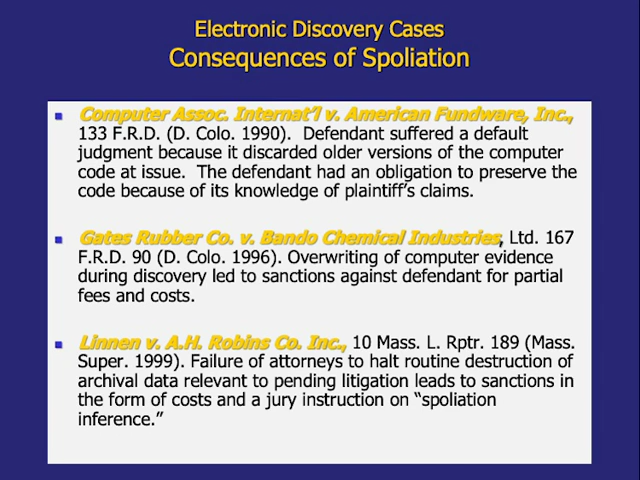 Electronic Discovery Cases
Consequences of Spoliation
Computer Assoc. Internat'l v. American Fundware, Inc.,
133 F.R.D. (D. Colo. 1990). Defendant suffered a default
judgment because it discarded older versions of the computer
code at issue. The defendant had an obligation to preserve the
code because of its knowledge of plaintiff's claims.
Gates Rubber Co. v. Bando Chemical Industries, Ltd. 167
F.R.D. 90 (D. Colo. 1996). Overwriting of computer evidence
during discovery led to sanctions against defendant for partial
fees and costs.
Linnen v. A.H. Robins Co. Inc., 10 Mass. L. Rptr. 189 (Mass.
Super. 1999). Failure of attorneys to halt routine destruction of
archival data relevant to pending litigation leads to sanctions in
the form of costs and a jury instruction on “spoliation
inference.”